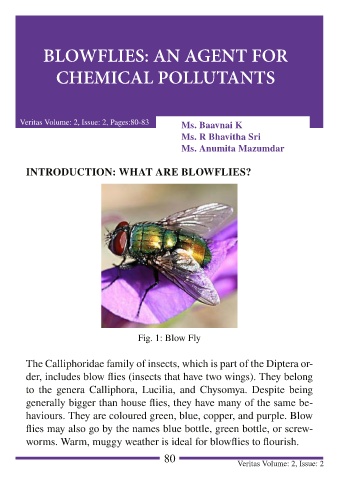 BLOWFLIES: AN AGENT FOR
CHEMICAL POLLUTANTS
Veritas Volume: 2, Issue: 2, Pages:80-83
Ms. Baavnai K
Ms. R Bhavitha Sri
Ms. Anumita Mazumdar
INTRODUCTION: WHAT ARE BLOWFLIES?
Fig. 1: Blow Fly
The Calliphoridae family of insects, which is part of the Diptera or-
der, includes blow flies (insects that have two wings). They belong
to the genera Calliphora, Lucilia, and Chysomya. Despite being
generally bigger than house flies, they have many of the same be-
haviours. They are coloured green, blue, copper, and purple. Blow
flies may also go by the names blue bottle, green bottle, or screw-
worms. Warm, muggy weather is ideal for blowflies to flourish.
80
Veritas Volume: 2, Issue: 2